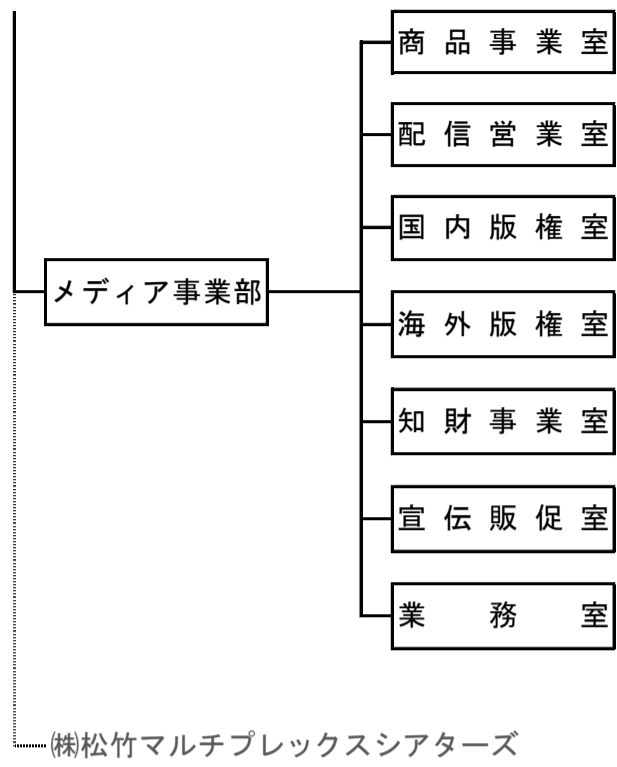 商品事業室
配信営業室
国内版権室
メディア事業部
海外版権室
知財事業室
宣伝販促室
業務室
㈱松竹マルチプレックスシアターズ